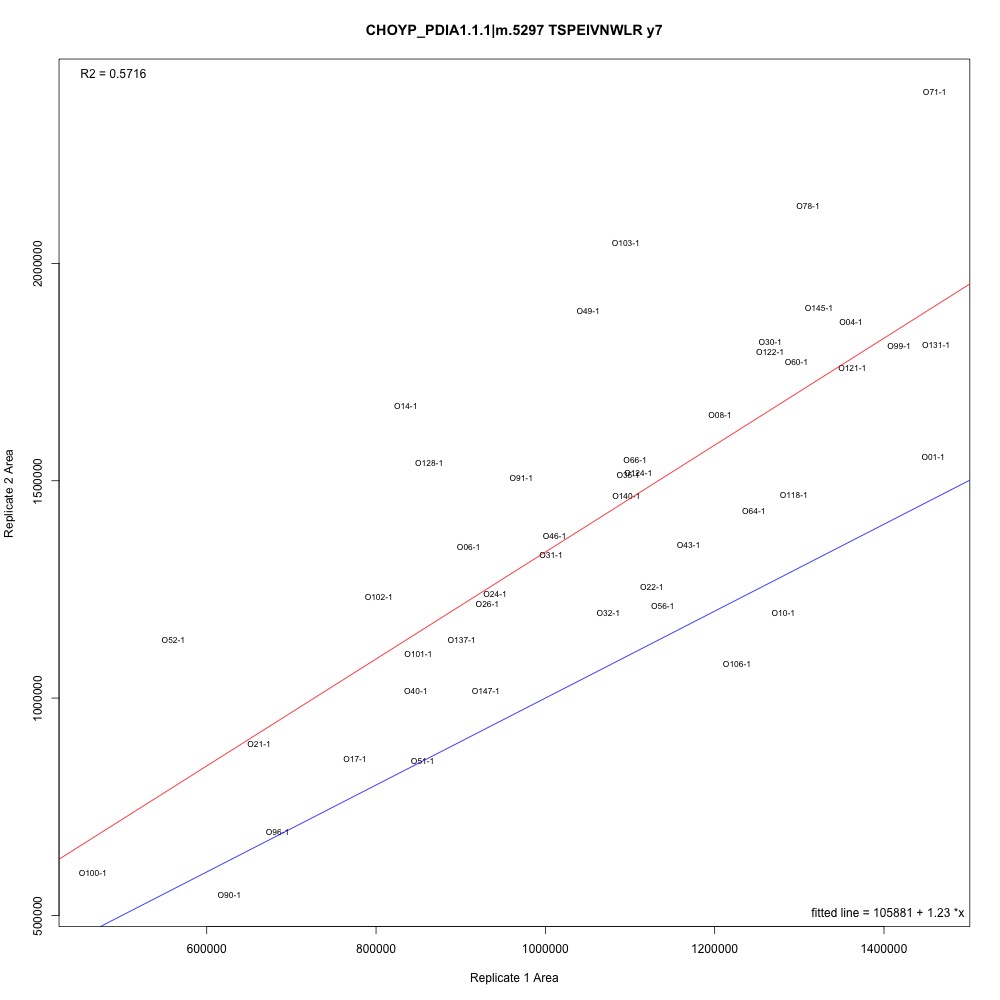 CHOYP_PDIA1.1.1|m.5297 TSPEIVNWLR y7
R2 = 0.5716
O71-1
O78-1
O103-1
O145-1
O49-1
O04-1
O30-1
O99-1
O131-1
O122-1
O60-1
O121-1
O14-1
O08-1
O01-1
O66-1
O128-1
O124-1
O91-1
O140-1
O118-1
O64-1
O46-1
O43-1
O06-1
O31-1
O22-1
O24-1
O102-1
O26-1
O56-1
O32-1
O10-1
O52-1
O137-1
O101-1
O106-1
O40-1
O147-1
O21-1
O17-1
O51-1
O96-1
O100-1
O90-1
fitted line = 105881 + 1.23 *x
2000000
1500000
1000000
500000
Replicate 2 Area
600000
800000
1000000
1200000
1400000
Replicate 1 Area